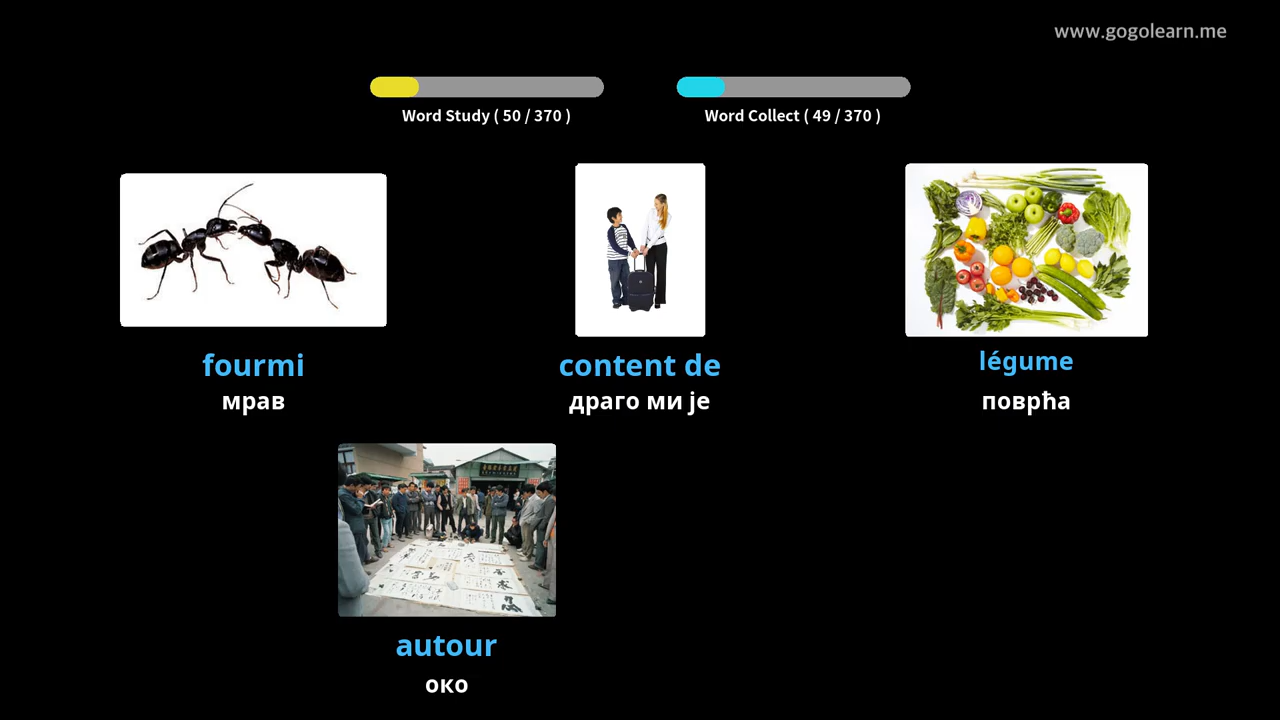 www.gogolearn.me
Word Study ( 50 / 370 )
Word Collect ( 49 / 370 )
fourmi
мрав
content de
драго ми је
légume
поврћа
autour
око